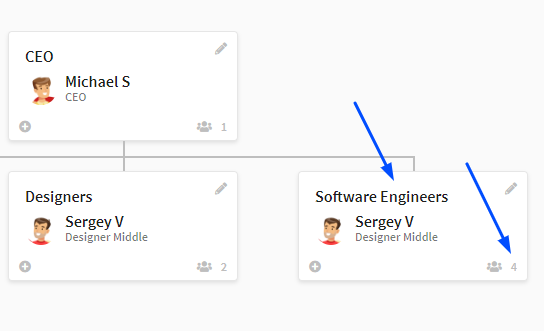 CEO
Michael S
CEO
1
Designers
Sergey V
Designer Middle
2
Software Engineers
Sergey V
Designer Middle
4